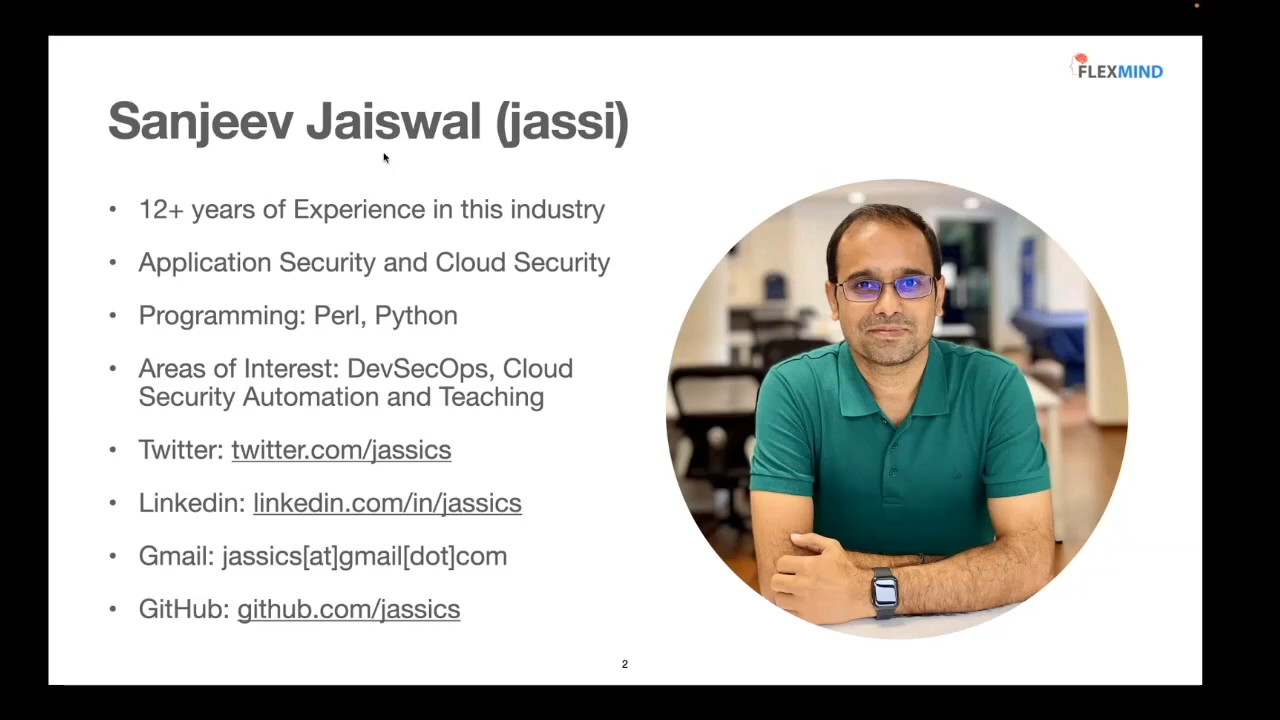 FLEXMIND
Sanjeev Jaiswal (jassi)
• 12+ years of Experience in this industry
• Application Security and Cloud Security
• Programming: Perl, Python
• Areas of Interest: DevSecOps, Cloud
Security Automation and Teaching
• Twitter: twitter.com/jassics
• Linkedin: linkedin.com/in/jassics
• Gmail: jassics[at]gmail[dot]com
• GitHub: github.com/jassics
2